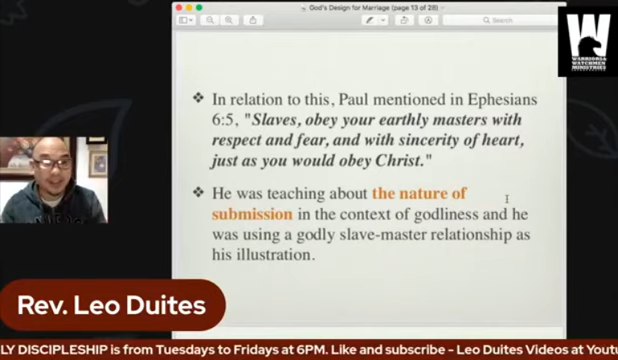 God's Design for Marriage (page 13 of 28)
Search
W
WARRIORS &
WATCHMEN
MINISTRIES
❖ In relation to this, Paul mentioned in Ephesians
6:5, "Slaves, obey your earthly masters with
respect and fear, and with sincerity of heart,
just as you would obey Christ."
❖ He was teaching about the nature of
submission in the context of godliness and he
was using a godly slave-master relationship as
his illustration.
Rev. Leo Duites
LY DISCIPLESHIP is from Tuesdays to Fridays at 6PM. Like and subscribe - Leo Duites Videos at Youtu